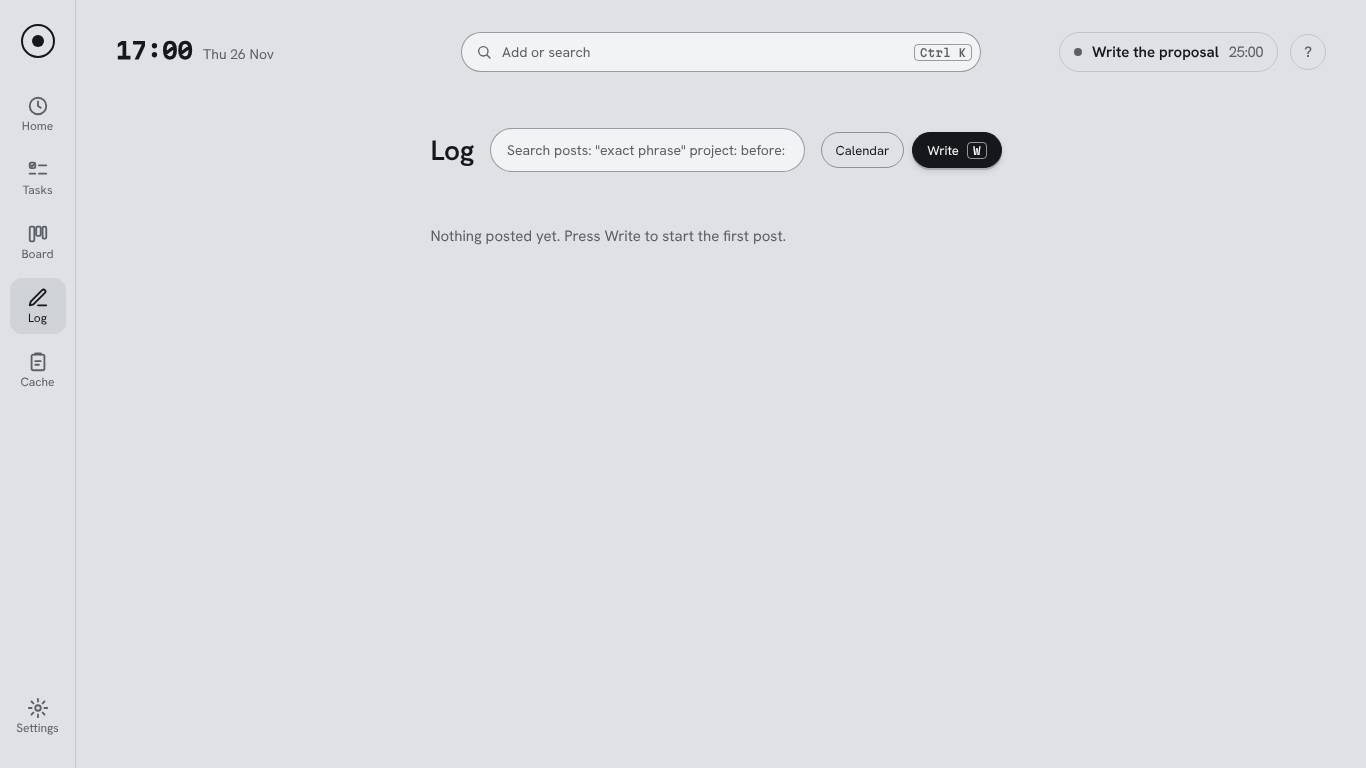 17:00 Thu 26 Nov
Add or search Ctrl K
Write the proposal 25:00 ?
Home
Tasks
Board
Log
Cache
Settings
Log
Search posts: "exact phrase" project: before:
Calendar
Write W
Nothing posted yet. Press Write to start the first post.